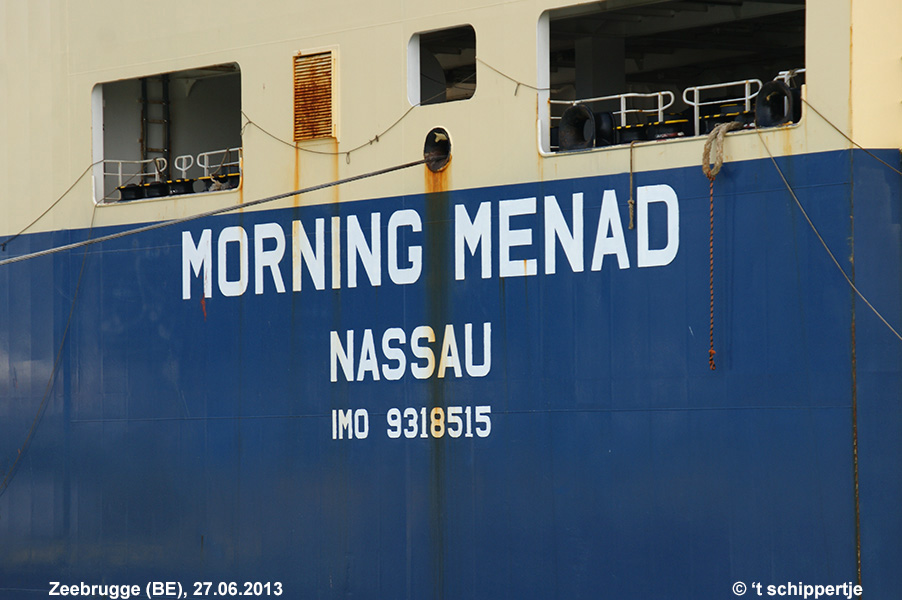 MORNING MENAD
NASSAU
IMO 9318515
Zeebrugge (BE), 27.06.2013
© ‘t schippertje